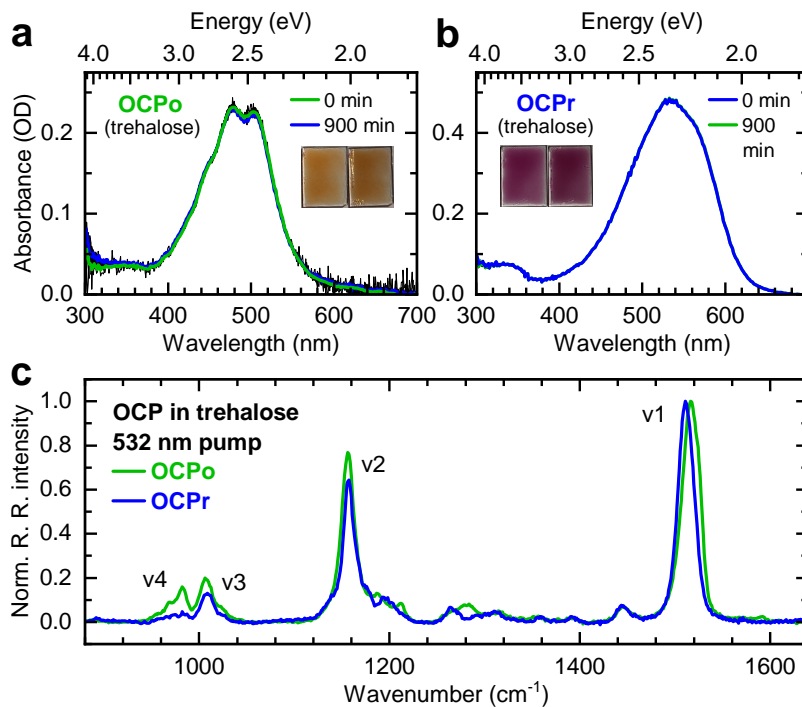 a
Energy (eV)
4.0 3.0 2.5 2.0
OCPo
(trehalose)
0 min
900 min
Absorbance (OD)
0.2
0.1
0.0
300 400 500 600 700
Wavelength (nm)
b
Energy (eV)
4.0 3.0 2.5 2.0
OCPr
(trehalose)
0 min
900
min
0.4
0.2
0.0
300 400 500 600
Wavelength (nm)
c
OCP in trehalose
532 nm pump
OCPo
OCPr
v4
v3
v2
v1
Norm. R. R. intensity
1.0
0.8
0.6
0.4
0.2
0.0
1000 1200 1400 1600
Wavenumber (cm⁻¹)